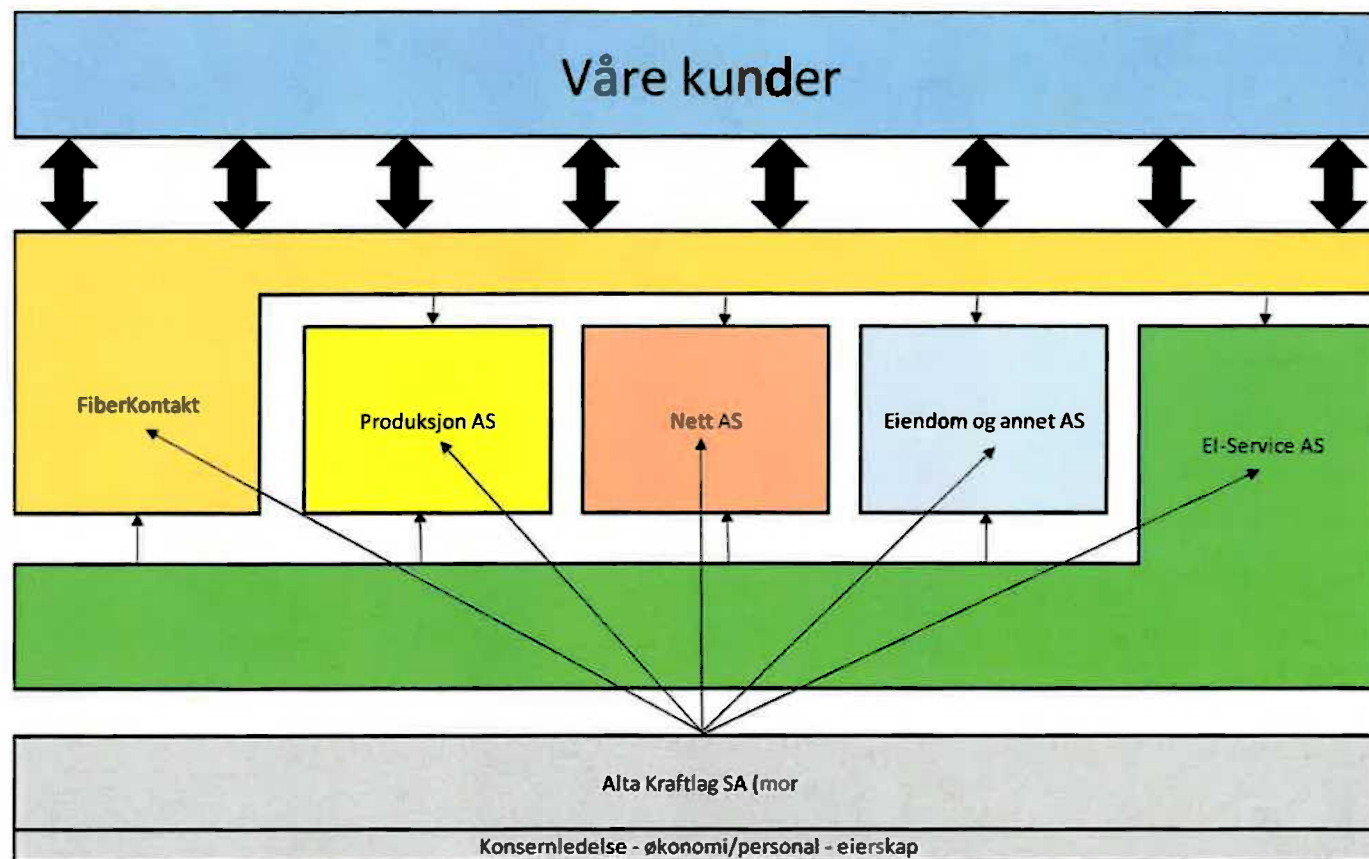 Våre kunder
FiberKontakt
Produksjon AS
Nett AS
Eiendom og annet AS
El-Service AS
Alta Kraftlag SA (mor
Konsernledelse - økonomi/personal - eierskap